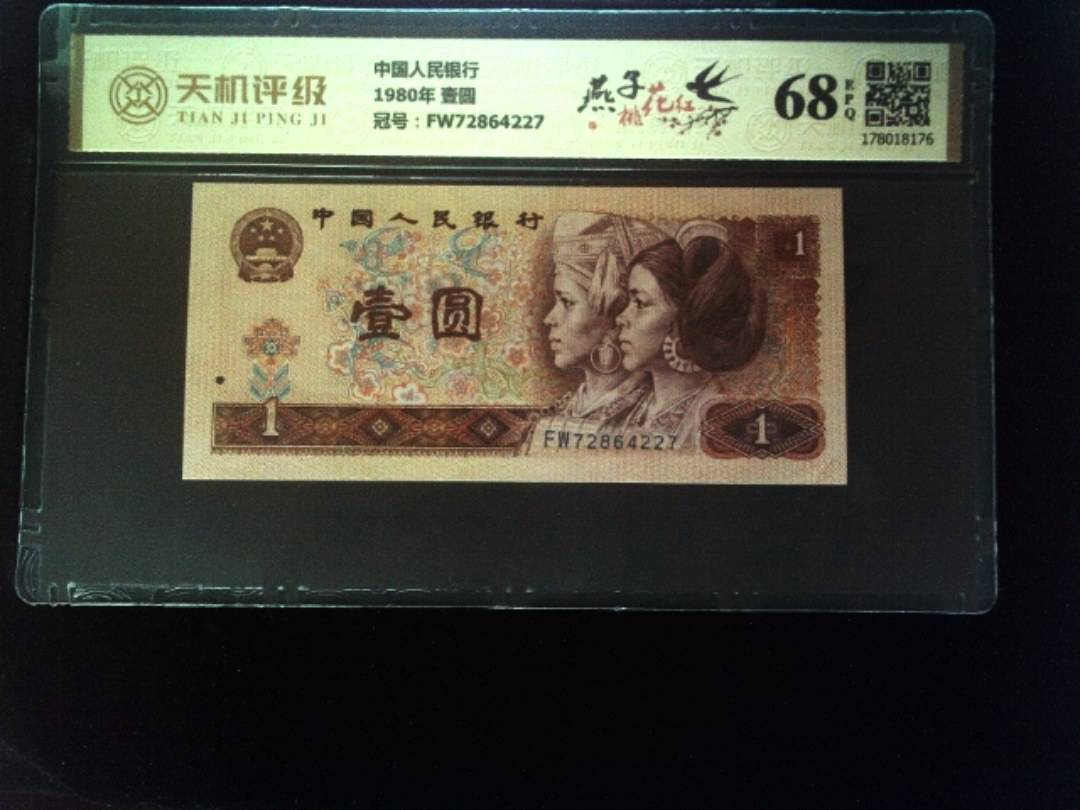 天机评级
TIAN JI PING JI
中国人民银行
1980年 壹圆
冠号：FW72864227
燕子
桃花红
68
EPQ
178018176
中国人民银行
1
壹圆
1
FW72864227
1